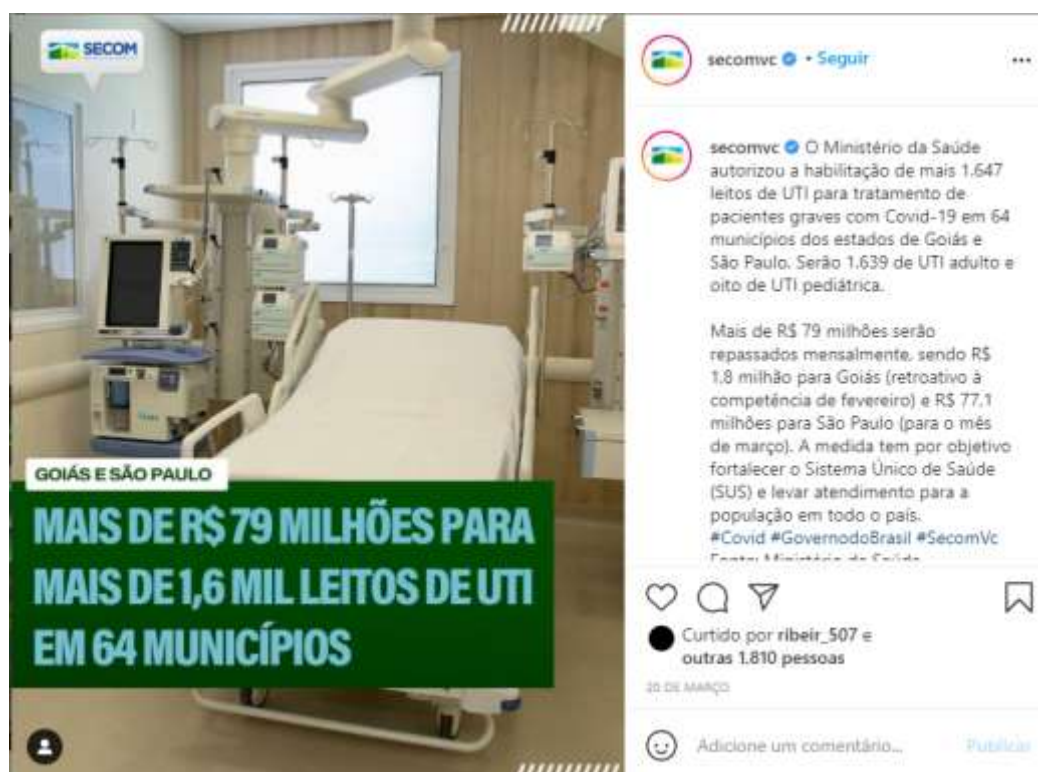 SECOM
GOIÁS E SÃO PAULO
MAIS DE R$ 79 MILHÕES PARA
MAIS DE 1,6 MIL LEITOS DE UTI
EM 64 MUNICÍPIOS
secomvc • Seguir
secomvc O Ministério da Saúde
autorizou a habilitação de mais 1.647
leitos de UTI para tratamento de
pacientes graves com Covid-19 em 64
municípios dos estados de Goiás e
São Paulo. Serão 1.639 de UTI adulto e
oito de UTI pediátrica.
Mais de R$ 79 milhões serão
repassados mensalmente, sendo R$
1.8 milhão para Goiás (retroativo à
competência de fevereiro) e R$ 77.1
milhões para São Paulo (para o mês
de março). A medida tem por objetivo
fortalecer o Sistema Único de Saúde
(SUS) e levar atendimento para a
população em todo o país.
#Covid #GovernodoBrasil #SecomVc
Fonte: Ministério da Saúde
Curtido por ribeir_507 e
outras 1.810 pessoas
20 DE MARÇO
Adicione um comentário... Publicar